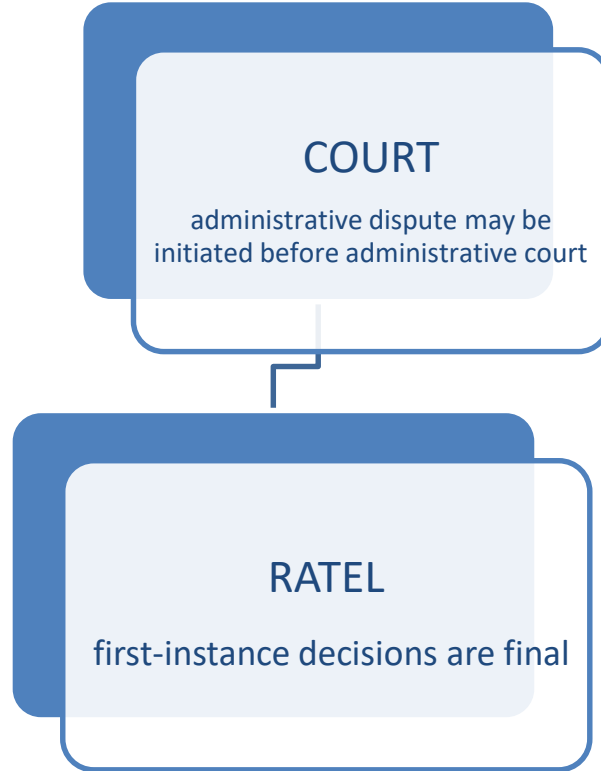 COURT
administrative dispute may be
initiated before administrative court
RATEL
first-instance decisions are final